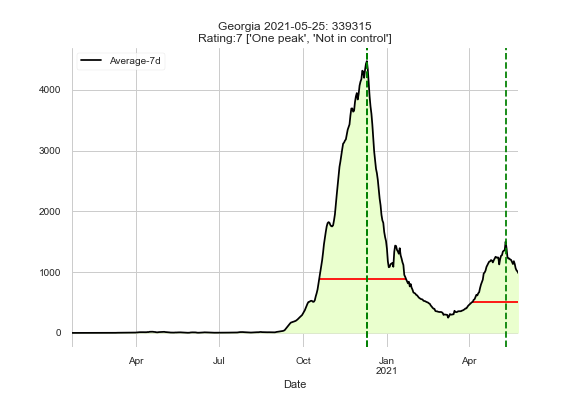 Georgia 2021-05-25: 339315
Rating:7 ['One peak', 'Not in control']
Average-7d
4000
3000
2000
1000
0
Apr
Jul
Oct
Jan
2021
Apr
Date